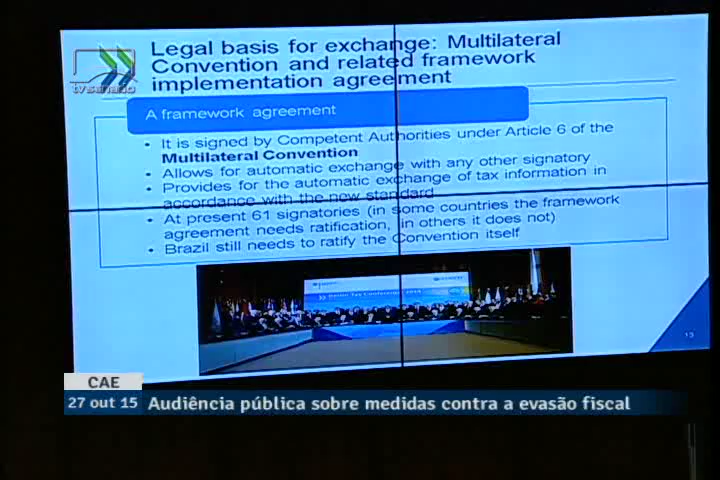 Legal basis for exchange: Multilateral
Convention and related framework
implementation agreement
tv senado
A framework agreement
• It is signed by Competent Authorities under Article 6 of the
Multilateral Convention
• Allows for automatic exchange with any other signatory
• Provides for the automatic exchange of tax information in
accordance with the new standard
• At present 61 signatories (in some countries the framework
agreement needs ratification, in others it does not)
• Brazil still needs to ratify the Convention itself
13
CAE
27 out 15 Audiência pública sobre medidas contra a evasão fiscal